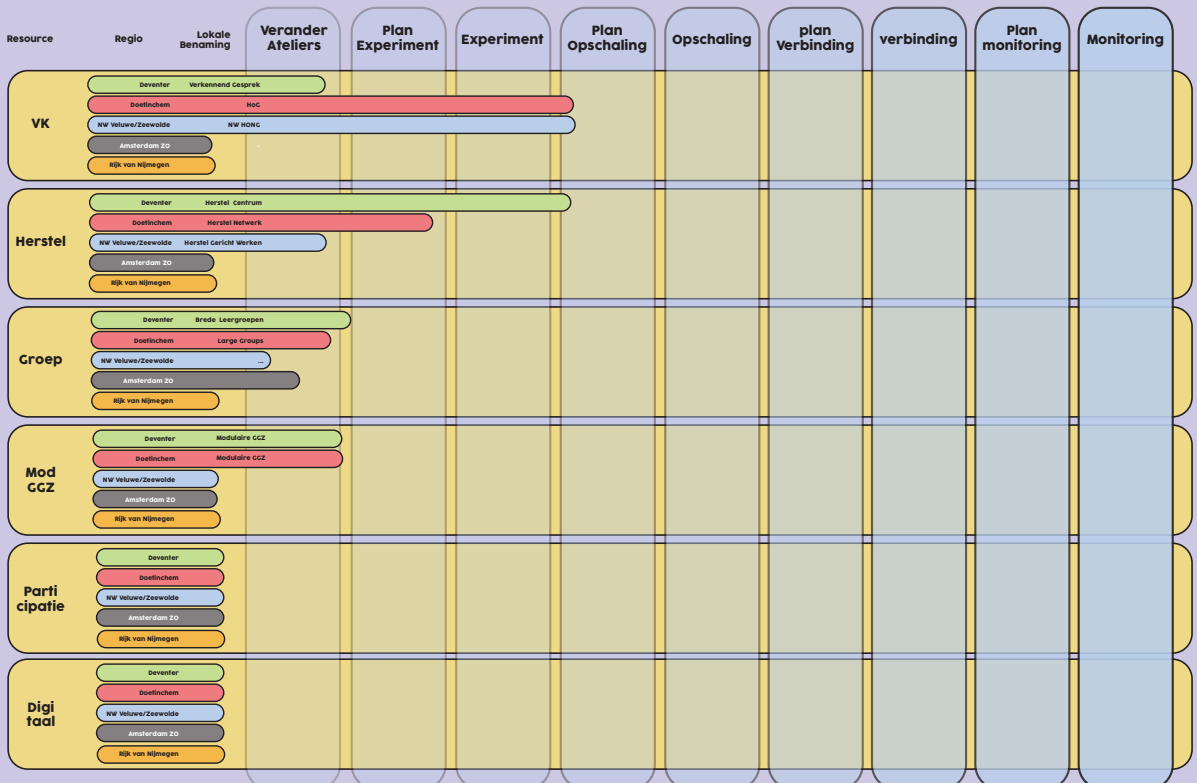 Resource Regio Lokale Benaming Verander Ateliers Plan Experiment Experiment Plan Opschaling Opschaling plan Verbinding verbinding Plan monitoring Monitoring
VK
Deventer Verkennend Gesprek
Doetinchem HoG
NW Veluwe/Zeewolde NW HONG
Amsterdam ZO -
Rijk van Nijmegen
Herstel
Deventer Herstel Centrum
Doetinchem Herstel Netwerk
NW Veluwe/Zeewolde Herstel Gericht Werken
Amsterdam ZO
Rijk van Nijmegen
Groep
Deventer Brede Leergroepen
Doetinchem Large Groups
NW Veluwe/Zeewolde ...
Amsterdam ZO
Rijk van Nijmegen
Mod
GGZ
Deventer Modulaire GGZ
Doetinchem Modulaire GGZ
NW Veluwe/Zeewolde
Amsterdam ZO
Rijk van Nijmegen
Parti
cipatie
Deventer
Doetinchem
NW Veluwe/Zeewolde
Amsterdam ZO
Rijk van Nijmegen
Digi
taal
Deventer
Doetinchem
NW Veluwe/Zeewolde
Amsterdam ZO
Rijk van Nijmegen